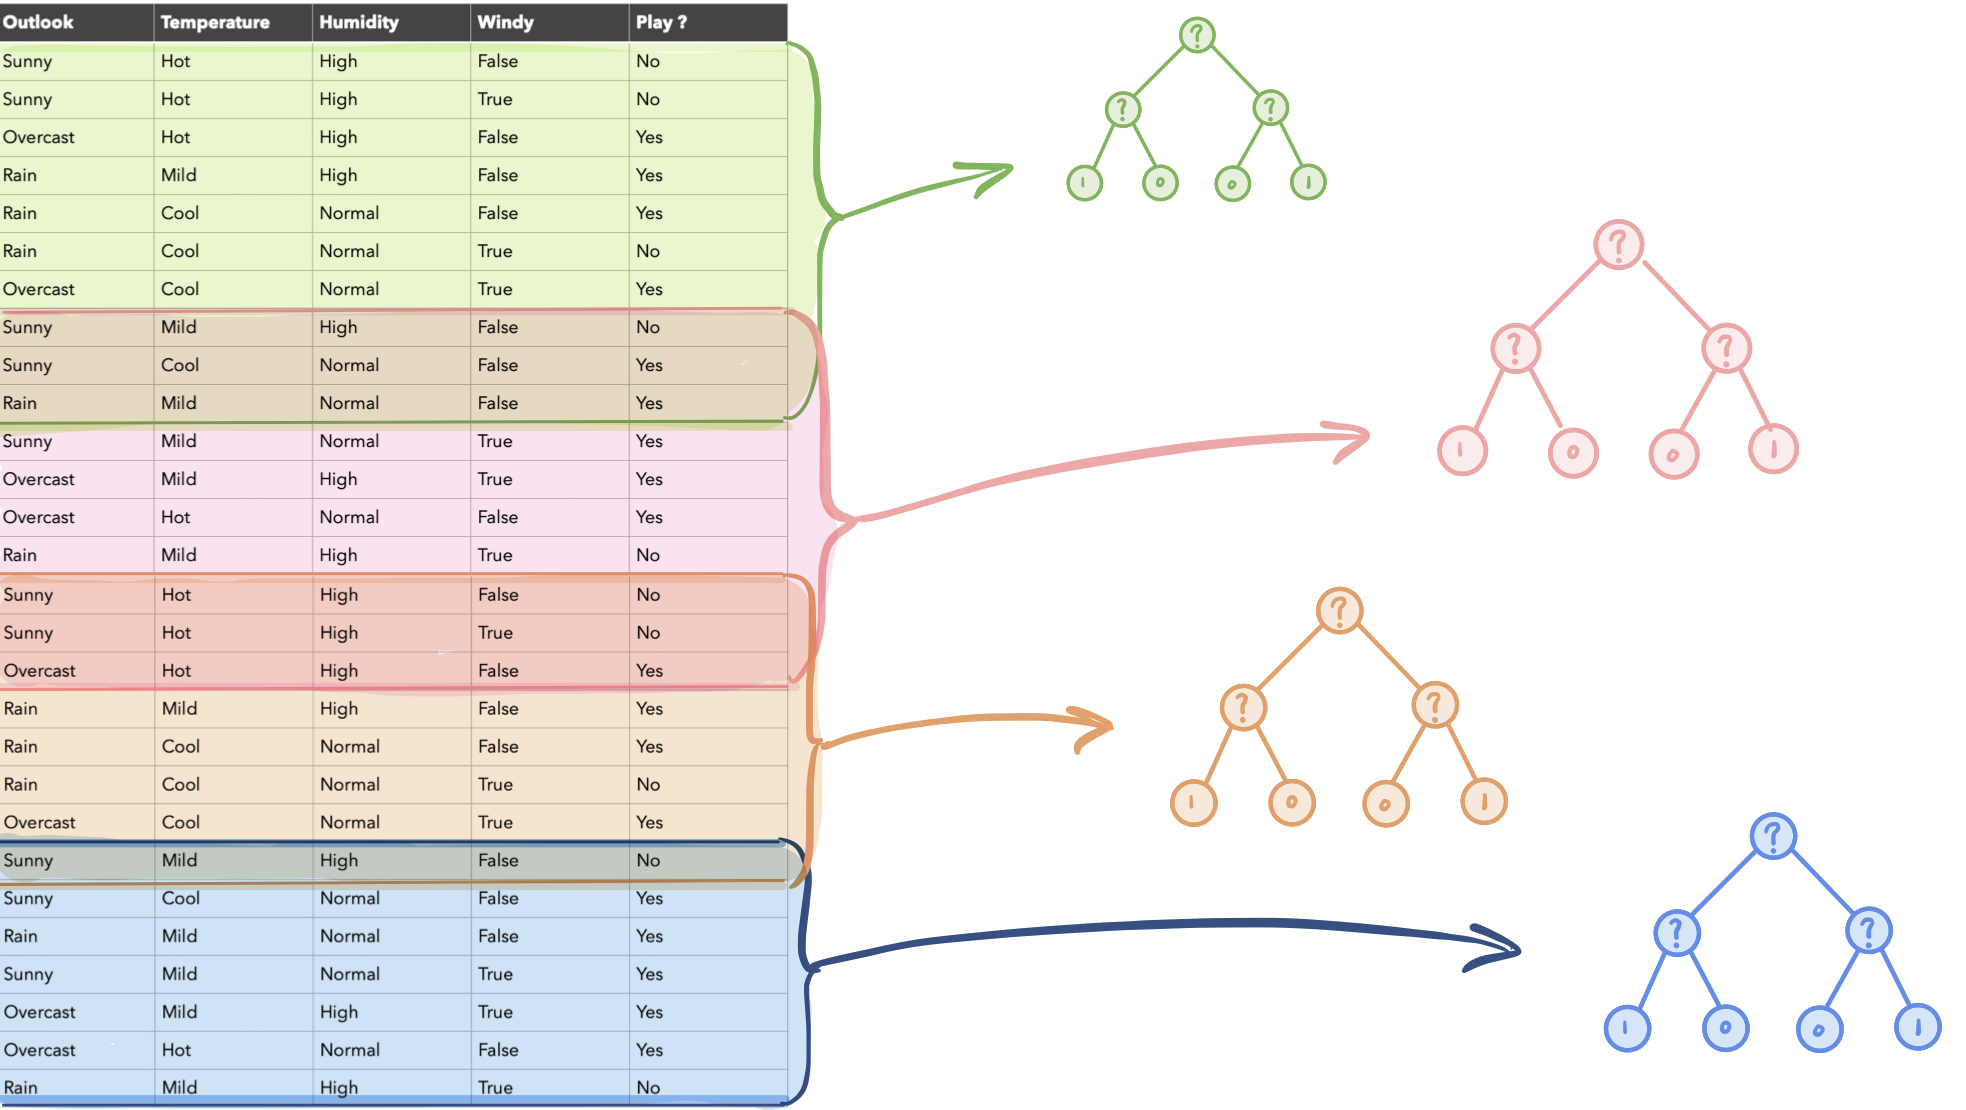 Outlook Temperature Humidity Windy Play ?
Sunny Hot High False No
Sunny Hot High True No
Overcast Hot High False Yes
Rain Mild High False Yes
Rain Cool Normal False Yes
Rain Cool Normal True No
Overcast Cool Normal True Yes
Sunny Mild High False No
Sunny Cool Normal False Yes
Rain Mild Normal False Yes
Sunny Mild Normal True Yes
Overcast Mild High True Yes
Overcast Hot Normal False Yes
Rain Mild High True No
Sunny Hot High False No
Sunny Hot High True No
Overcast Hot High False Yes
Rain Mild High False Yes
Rain Cool Normal False Yes
Rain Cool Normal True No
Overcast Cool Normal True Yes
Sunny Mild High False No
Sunny Cool Normal False Yes
Rain Mild Normal False Yes
Sunny Mild Normal True Yes
Overcast Mild High True Yes
Overcast Hot Normal False Yes
Rain Mild High True No
?
? ?
1 0 0 1
?
? ?
1 0 0 1
?
? ?
1 0 0 1
?
? ?
1 0 0 1